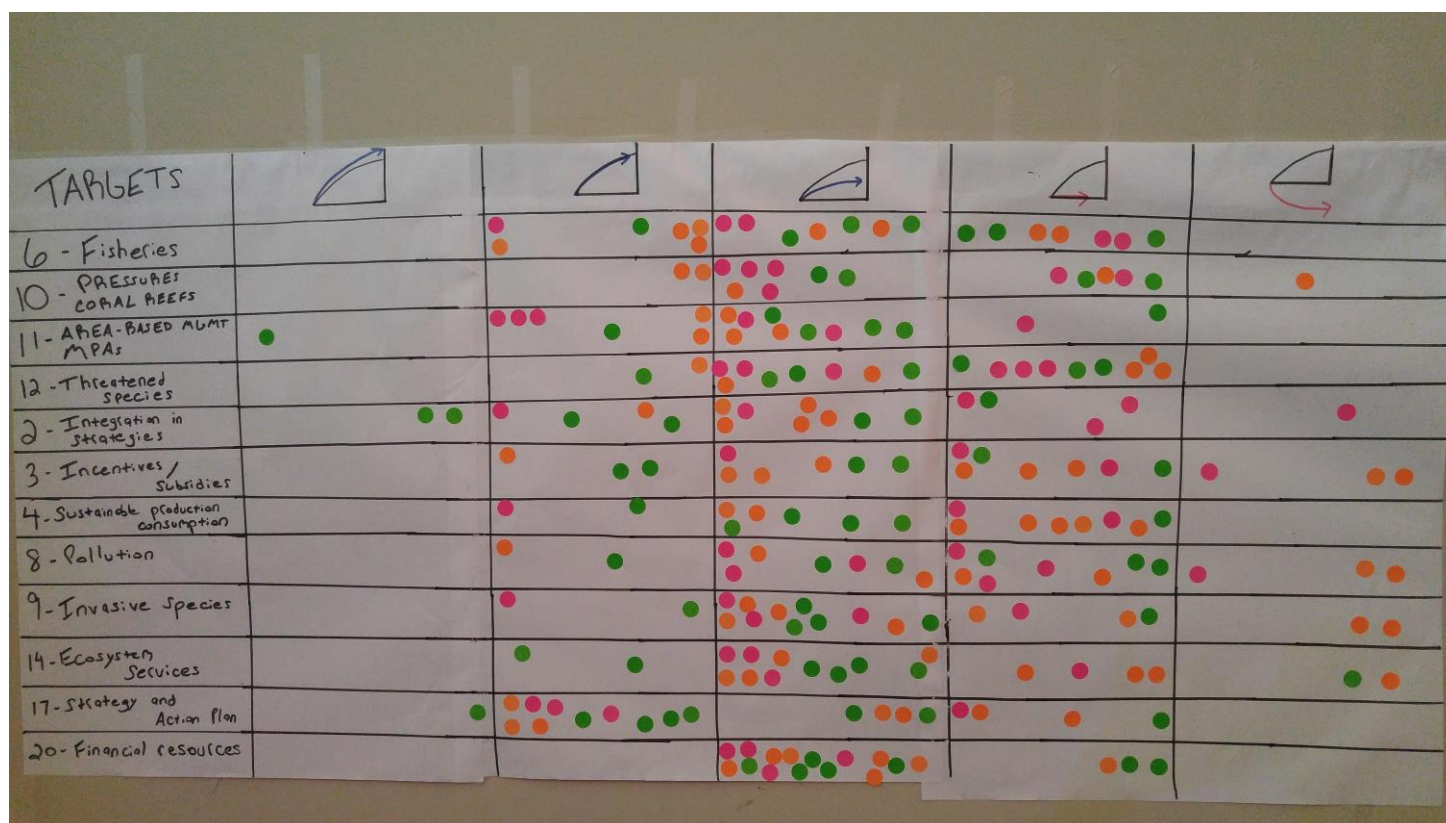 TARGETS
6 - Fisheries
10 - PRESSURES
CORAL REEFS
11 - AREA-BASED MGMT
MPAs
12 - Threatened
species
2 - Integration in
strategies
3 - Incentives /
subsidies
4 - Sustainable production
consumption
8 - Pollution
9 - Invasive species
14 - Ecosystem
Services
17 - Strategy and
Action Plan
20 - Financial resources